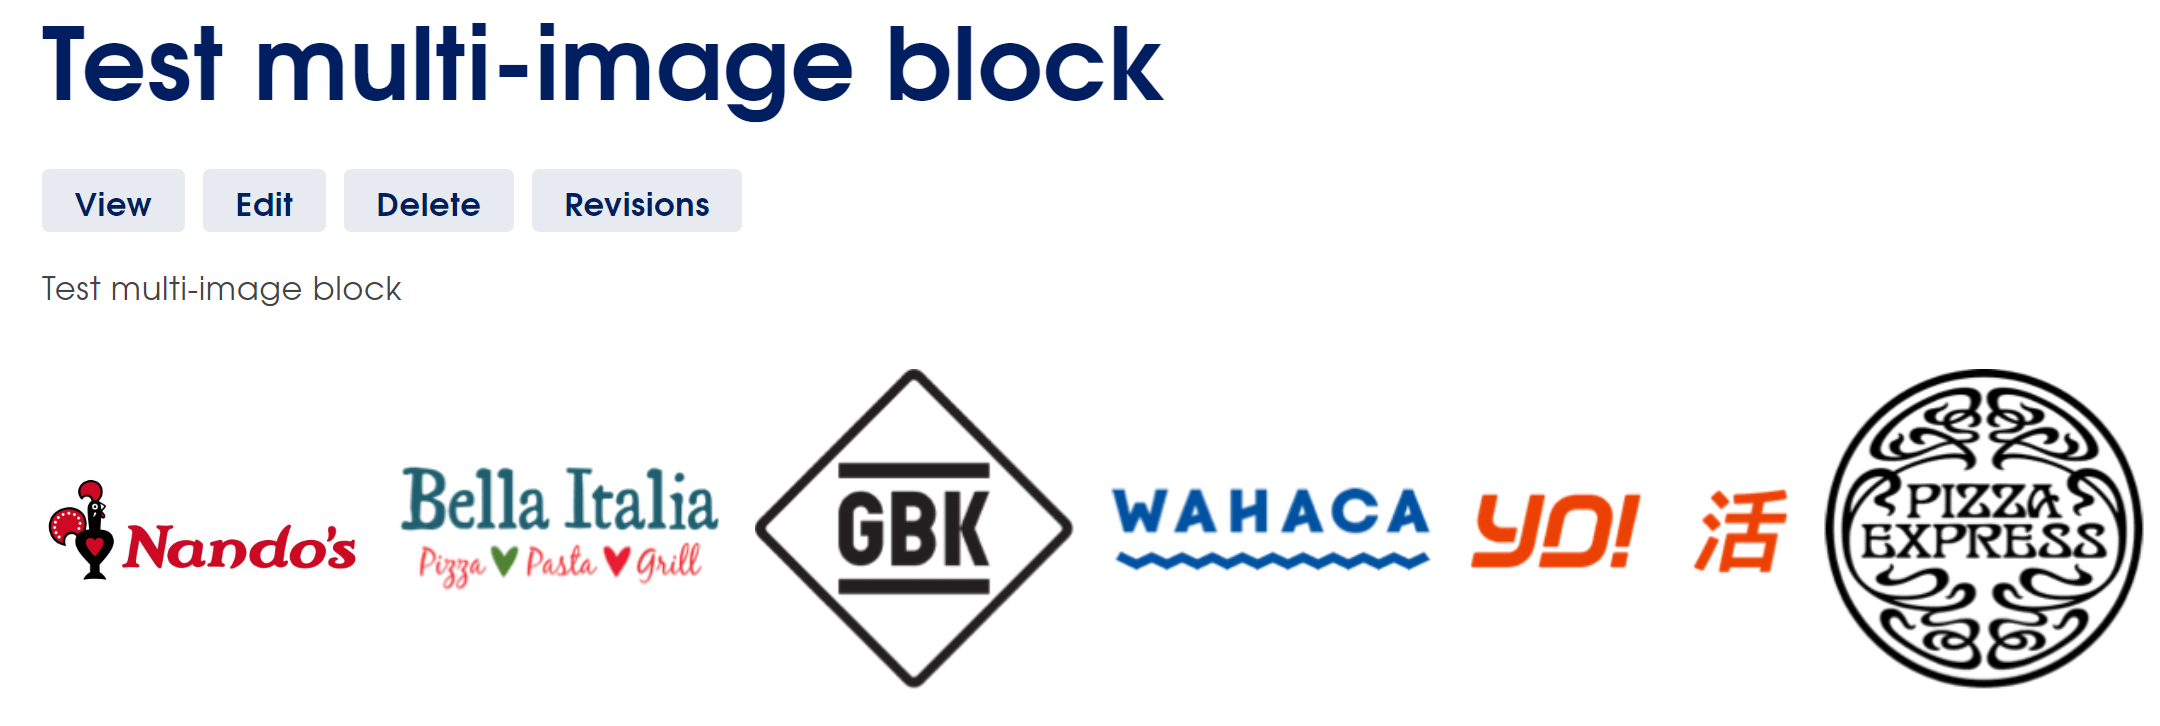 Test multi-image block
View Edit Delete Revisions
Test multi-image block
Nando's
Bella Italia
Pizza Pasta Grill
GBK
WAHACA
YO! 活
PIZZA
EXPRESS